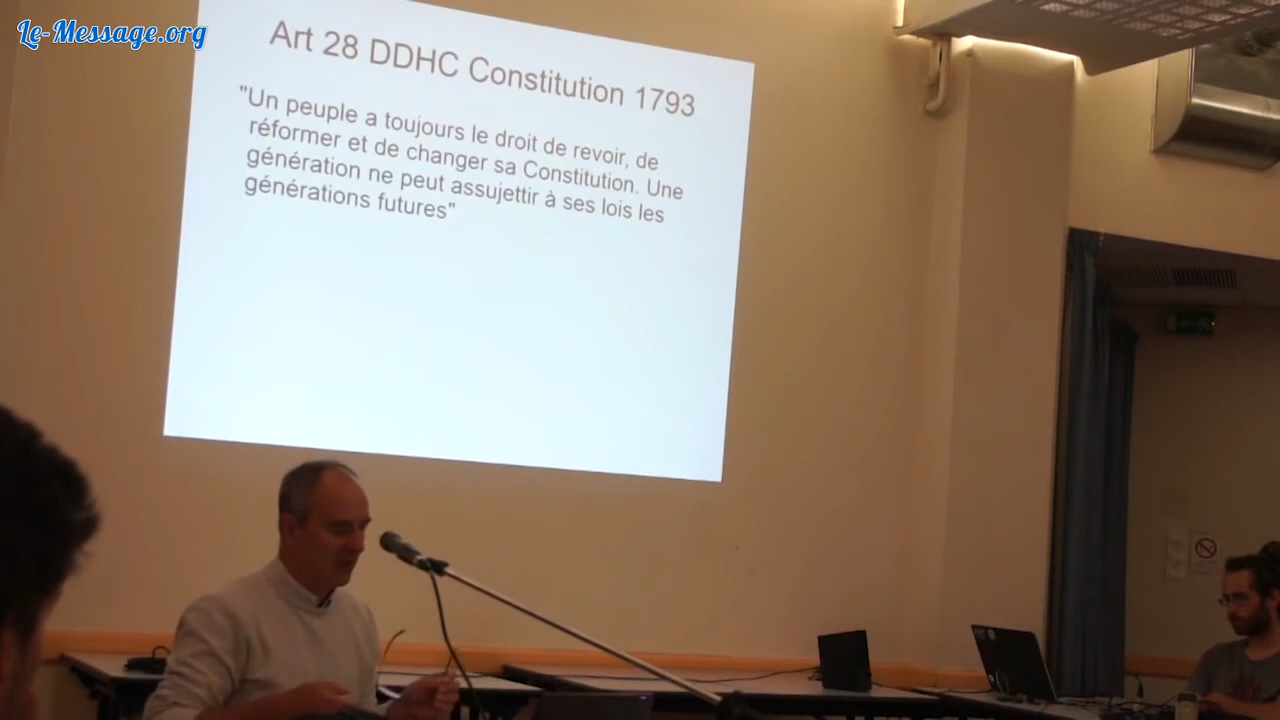 Le-Message.org
Art 28 DDHC Constitution 1793
"Un peuple a toujours le droit de revoir, de
réformer et de changer sa Constitution. Une
génération ne peut assujettir à ses lois les
générations futures"